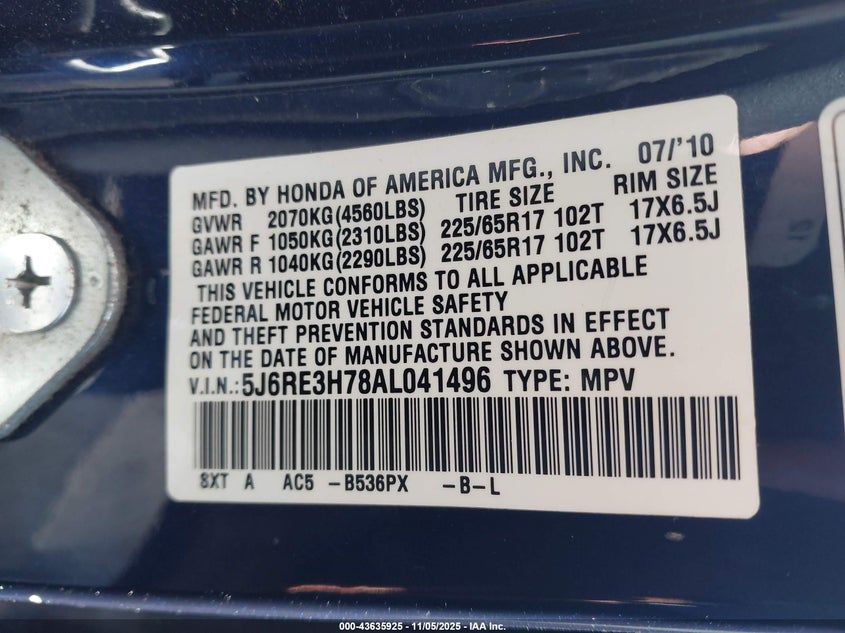 MFD. BY HONDA OF AMERICA MFG., INC. 07/'10
GVWR 2070KG(4560LBS) TIRE SIZE RIM SIZE
GAWR F 1050KG(2310LBS) 225/65R17 102T 17X6.5J
GAWR R 1040KG(2290LBS) 225/65R17 102T 17X6.5J
THIS VEHICLE CONFORMS TO ALL APPLICABLE
FEDERAL MOTOR VEHICLE SAFETY
AND THEFT PREVENTION STANDARDS IN EFFECT
ON THE DATE OF MANUFACTURE SHOWN ABOVE.
V.I.N.:5J6RE3H78AL041496 TYPE: MPV
SXT A AC5 -B536PX -B-L
000-43635925 - 11/05/2025 - IAA Inc.